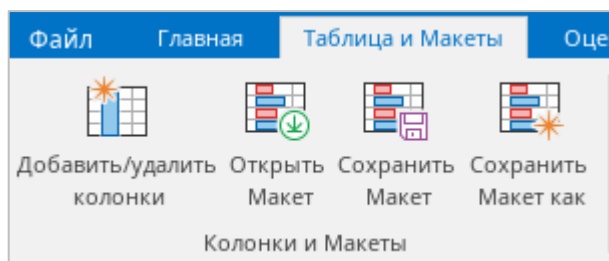 Файл Главная Таблица и Макеты Оце
Добавить/удалить Открыть Сохранить Сохранить
колонки Макет Макет Макет как
Колонки и Макеты